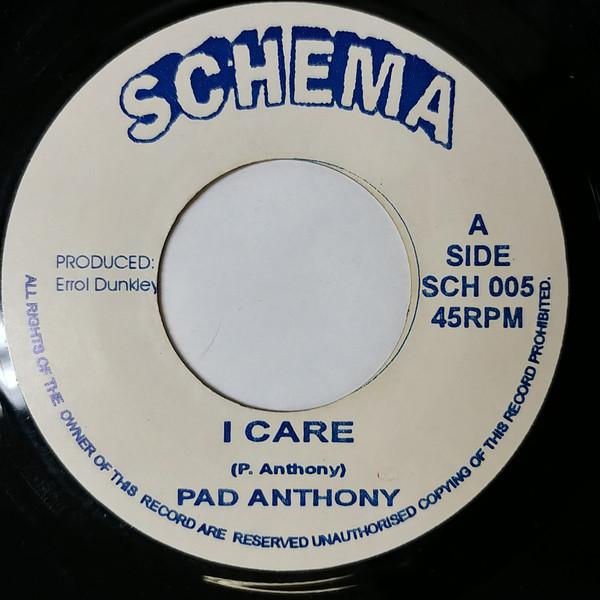 SCHEMA
PRODUCED:
Errol Dunkley
A
SIDE
SCH 005
45RPM
I CARE
(P. Anthony)
PAD ANTHONY
ALL RIGHTS OF THE OWNER OF THIS RECORD ARE RESERVED UNAUTHORISED COPYING OF THIS RECORD PROHIBITED.